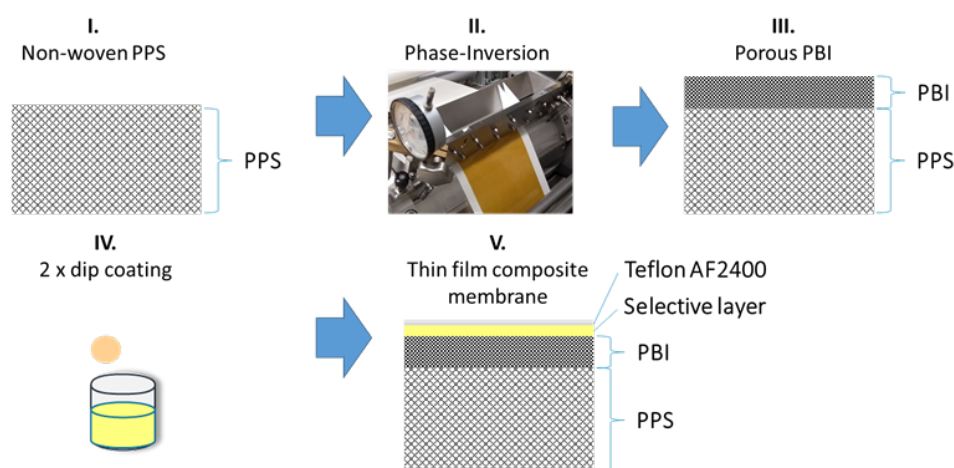 I.
Non-woven PPS
PPS
II.
Phase-Inversion
III.
Porous PBI
PBI
PPS
IV.
2 x dip coating
V.
Thin film composite
membrane
Teflon AF2400
Selective layer
PBI
PPS